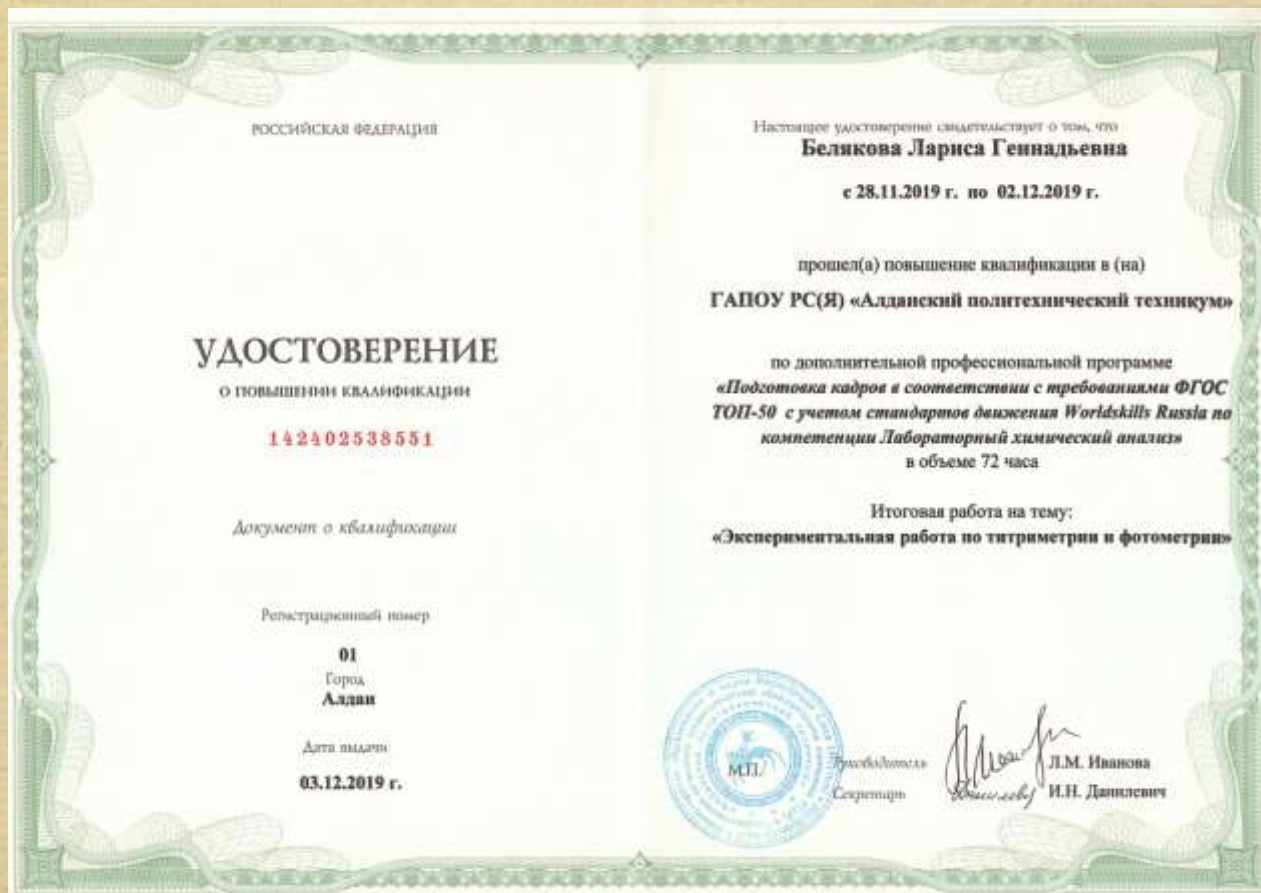 РОССИЙСКАЯ ФЕДЕРАЦИЯ
УДОСТОВЕРЕНИЕ
О ПОВЫШЕНИИ КВАЛИФИКАЦИИ
142402538551
Документ о квалификации
Регистрационный номер
01
Город
Алдан
Дата выдачи
03.12.2019 г.
Настоящее удостоверение свидетельствует о том, что
Белякова Лариса Геннадьевна
с 28.11.2019 г. по 02.12.2019 г.
прошел(а) повышение квалификации в (на)
ГАПОУ РС(Я) «Алданский политехнический техникум»
по дополнительной профессиональной программе
«Подготовка кадров в соответствии с требованиями ФГОС
ТОП-50 с учетом стандартов движения Worldskills Russia по
компетенции Лабораторный химический анализ»
в объеме 72 часа
Итоговая работа на тему:
«Экспериментальная работа по титриметрии и фотометрии»
М.П.
Руководитель Л.М. Иванова
Секретарь И.Н. Данилевич